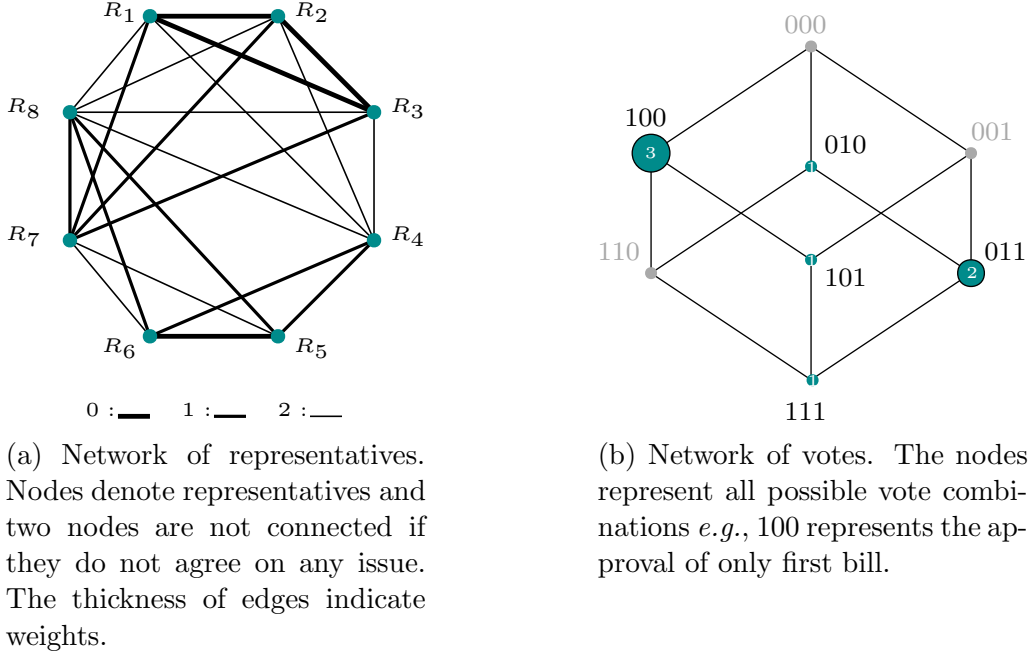 R1
R2
R8
R3
R7
R4
R6
R5
0 :
1 :
2 :
(a) Network of representatives.
Nodes denote representatives and
two nodes are not connected if
they do not agree on any issue.
The thickness of edges indicate
weights.
000
100
3
010
1
001
110
1
101
011
2
1
111
(b) Network of votes. The nodes
represent all possible vote combi-
nations e.g., 100 represents the ap-
proval of only first bill.